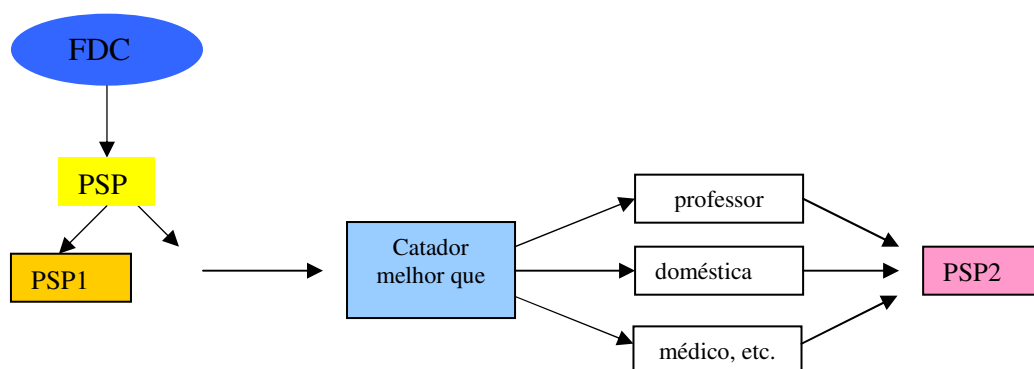 FDC
PSP
PSP1
Catador
melhor que
professor
doméstica
médico, etc.
PSP2